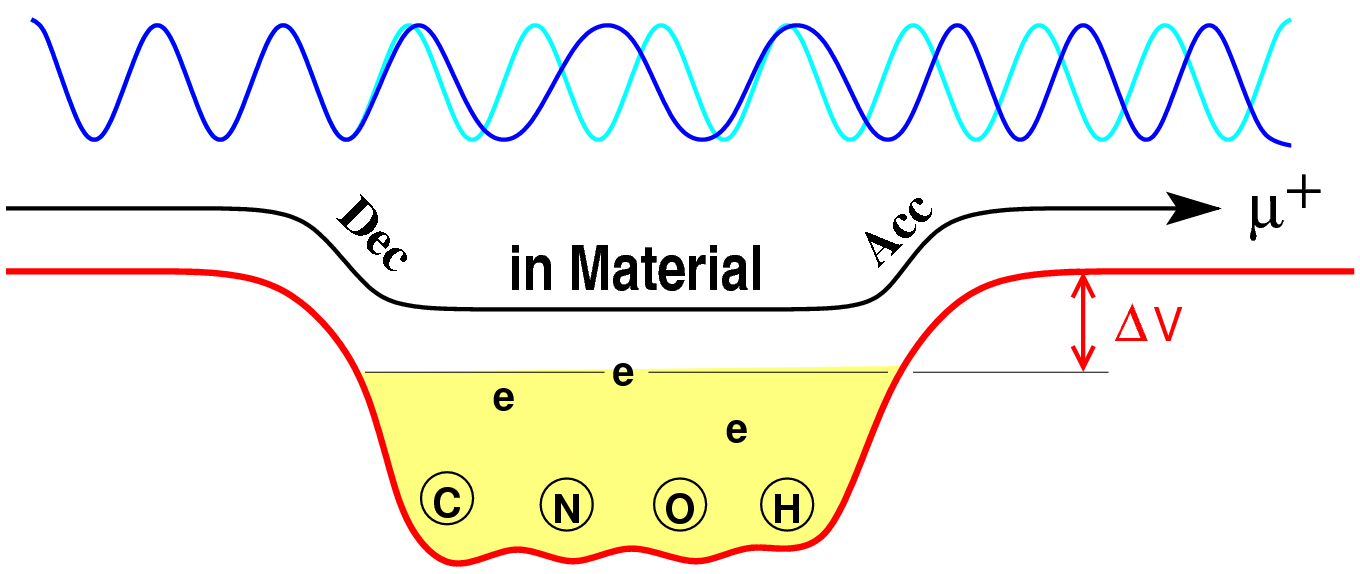 μ+
Dec
Acc
in Material
ΔV
e
e
e
C N O H